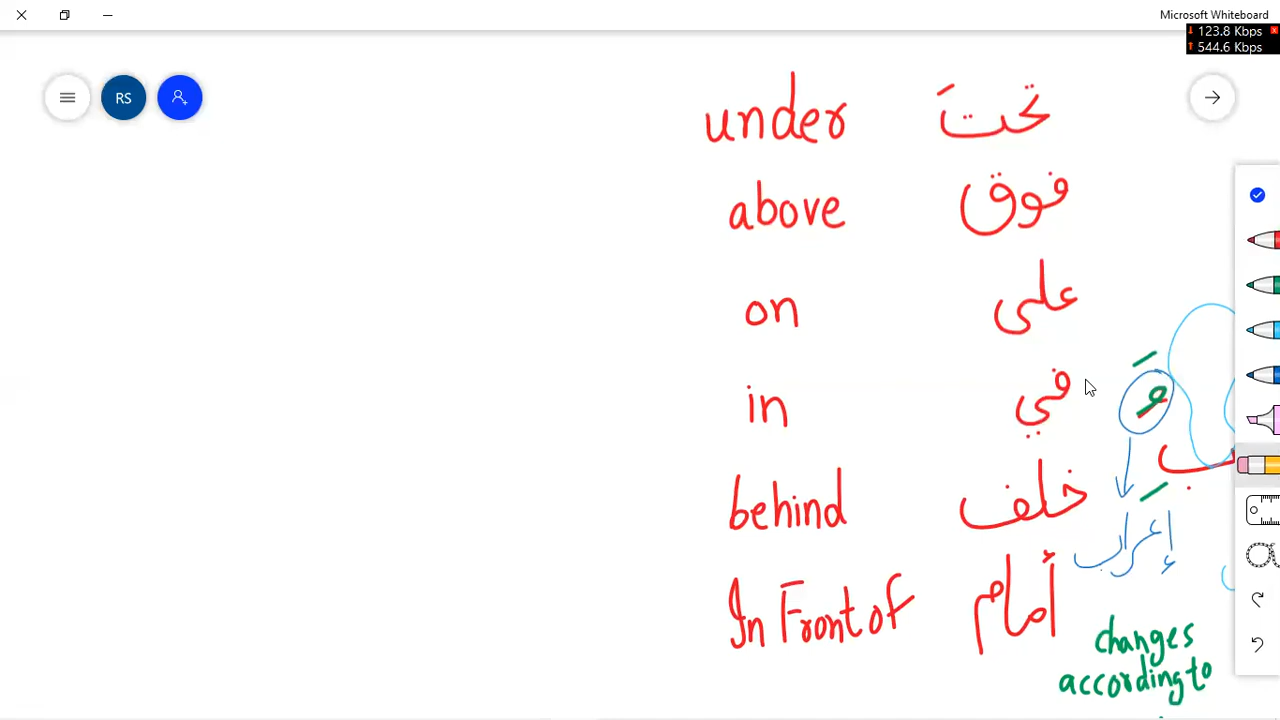 Microsoft Whiteboard
123.8 Kbps
544.6 Kbps
RS
under تحتَ
above فوق
on على
in في
behind خلف
In Front of أمام
إعراب
changes
according to